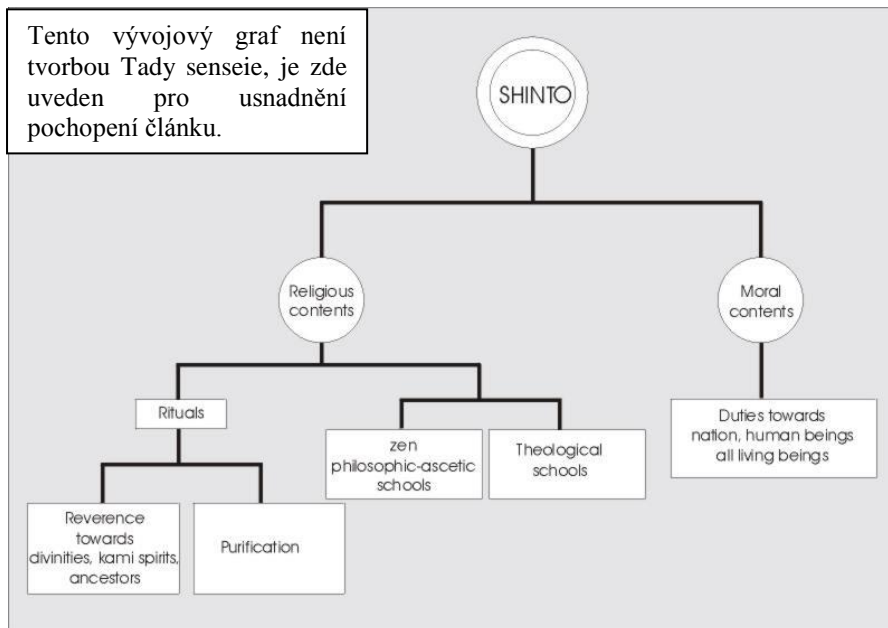 Tento vývojový graf není
tvorbou Tady senseie, je zde
uveden pro usnadnění
pochopení článku.
SHINTO
Religious
contents
Moral
contents
Rituals
zen
philosophic-ascetic
schools
Theological
schools
Duties towards
nation, human beings
all living beings
Reverence
towards
divinities, kami spirits,
ancestors
Purification